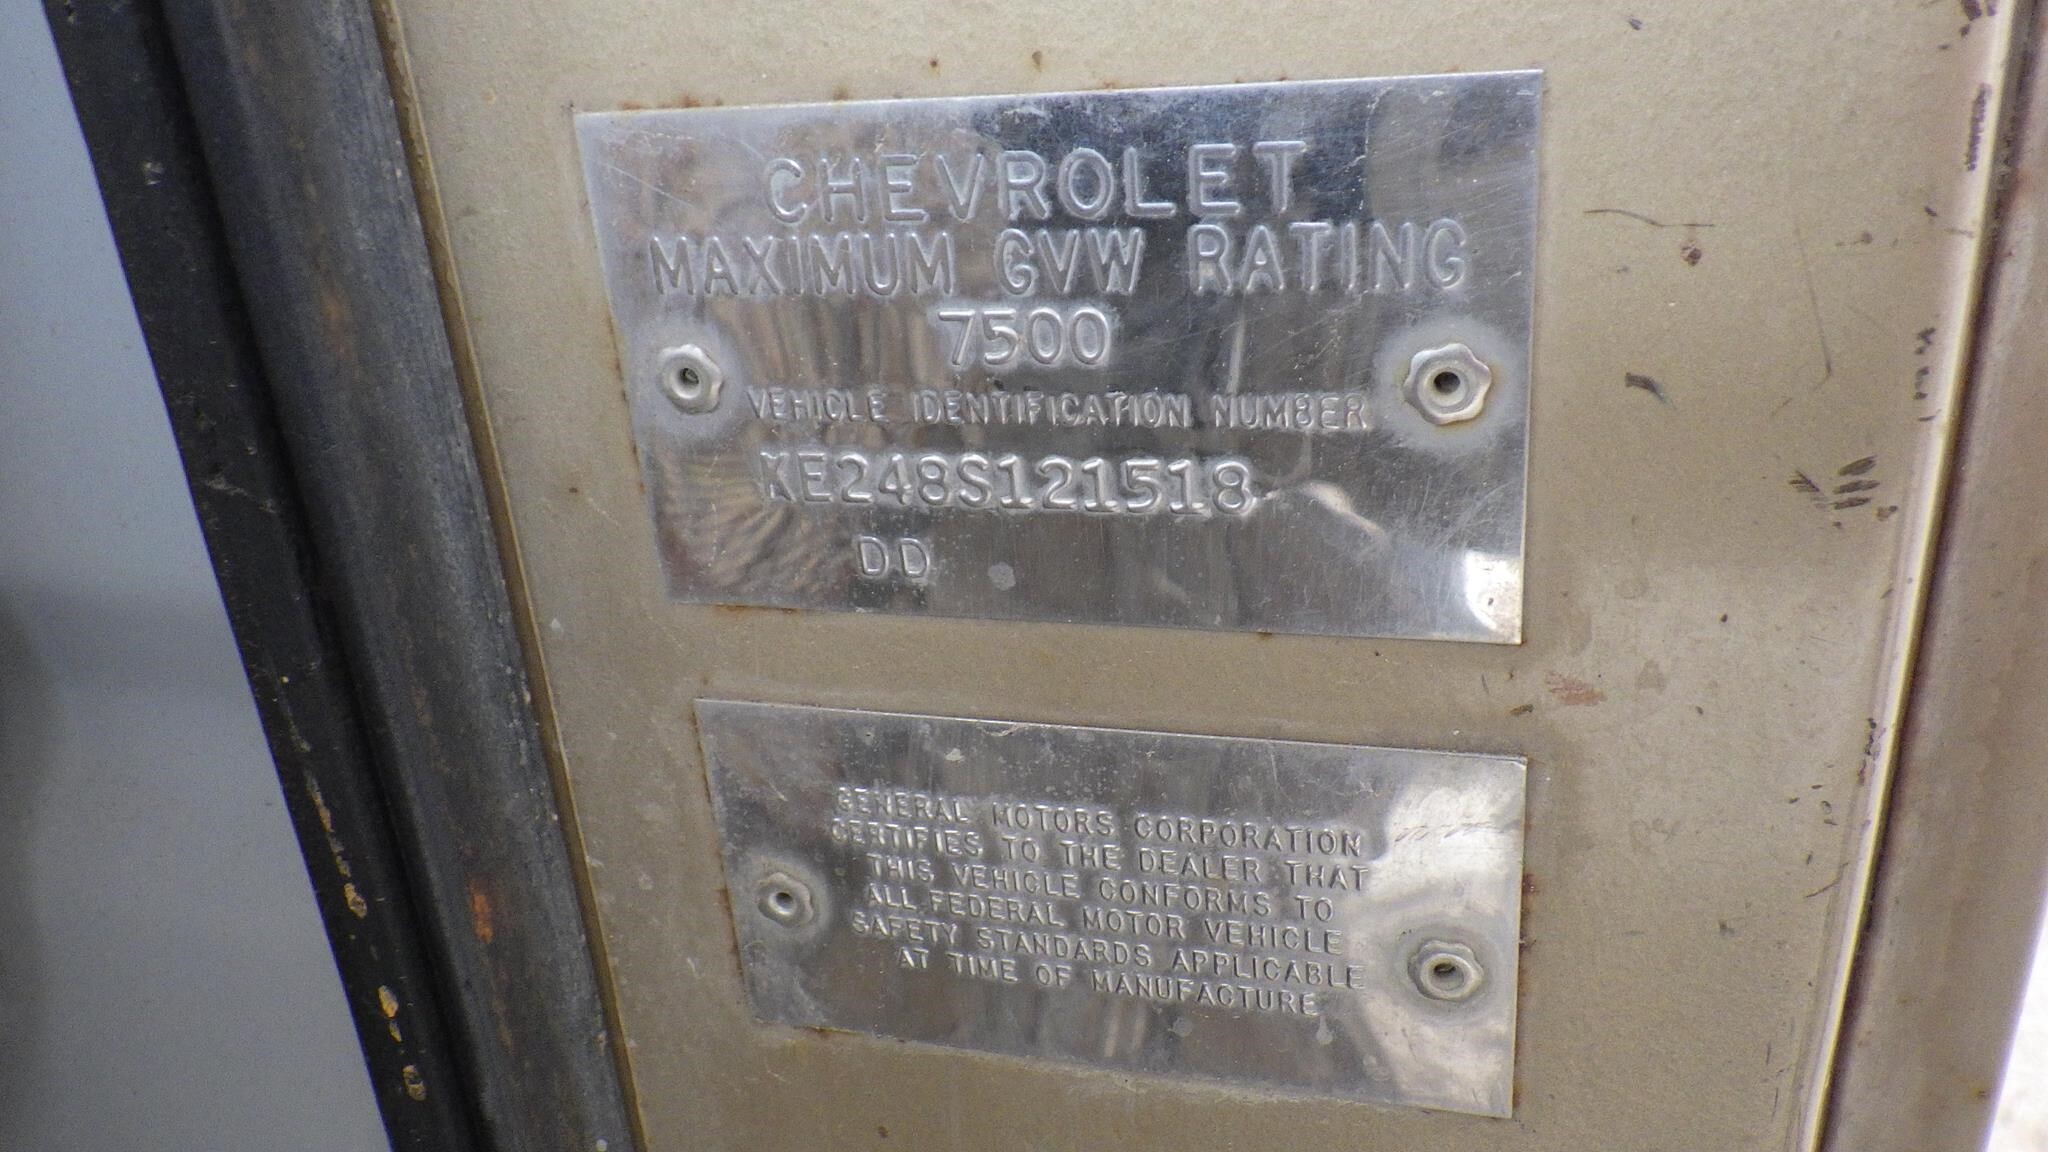 CHEVROLET
MAXIMUM GVW RATING
7500
VEHICLE IDENTIFICATION NUMBER
KE248S121518
DD
GENERAL MOTORS CORPORATION
CERTIFIES TO THE DEALER THAT
THIS VEHICLE CONFORMS TO
ALL FEDERAL MOTOR VEHICLE
SAFETY STANDARDS APPLICABLE
AT TIME OF MANUFACTURE